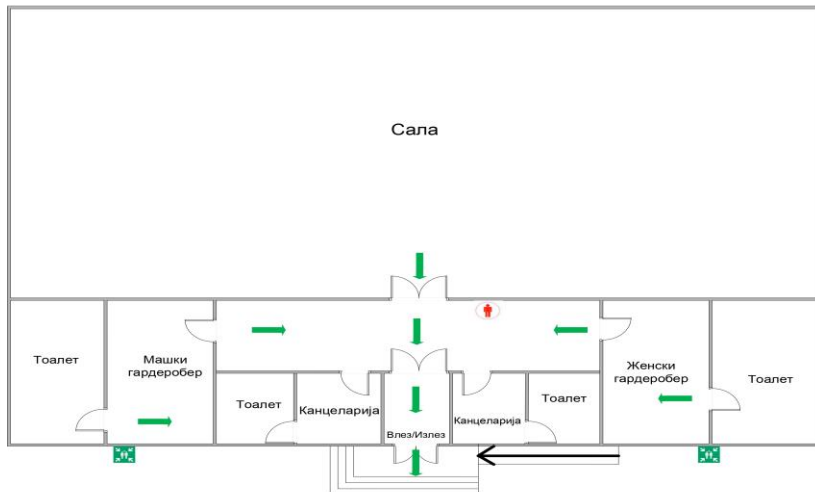 Сала
Тоалет
Машки
гардеробер
Тоалет
Канцеларија
Влез/Излез
Канцеларија
Тоалет
Женски
гардеробер
Тоалет